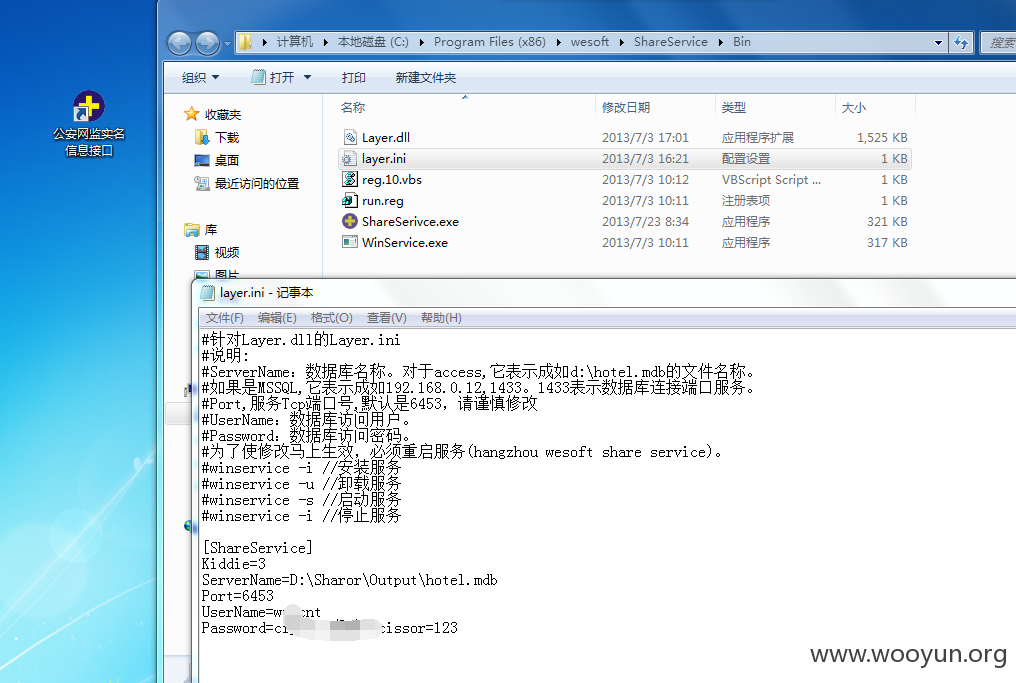 计算机 ▸ 本地磁盘 (C:) ▸ Program Files (x86) ▸ wesoft ▸ ShareService ▸ Bin
搜索
组织 打开 打印 新建文件夹
公安网监实名
信息接口
收藏夹
下载
桌面
最近访问的位置
库
视频
图片
名称 修改日期 类型 大小
Layer.dll 2013/7/3 17:01 应用程序扩展 1,525 KB
layer.ini 2013/7/3 16:21 配置设置 1 KB
reg.10.vbs 2013/7/3 10:12 VBScript Script ... 1 KB
run.reg 2013/7/3 10:11 注册表项 1 KB
ShareSerivce.exe 2013/7/23 8:34 应用程序 321 KB
WinService.exe 2013/7/3 10:11 应用程序 317 KB
layer.ini - 记事本
文件(F) 编辑(E) 格式(O) 查看(V) 帮助(H)
#针对Layer.dll的Layer.ini
#说明:
#ServerName: 数据库名称。对于access,它表示成如d:\hotel.mdb的文件名称。
#如果是MSSQL,它表示成如192.168.0.12,1433。1433表示数据库连接端口服务。
#Port,服务Tcp端口号,默认是6453，请谨慎修改
#UserName: 数据库访问用户。
#Password: 数据库访问密码。
#为了使修改马上生效，必须重启服务(hangzhou wesoft share service)。
#winservice -i //安装服务
#winservice -u //卸载服务
#winservice -s //启动服务
#winservice -i //停止服务
[ShareService]
Kiddie=3
ServerName=D:\Sharor\Output\hotel.mdb
Port=6453
UserName=
Password= cissor=123
www.wooyun.org